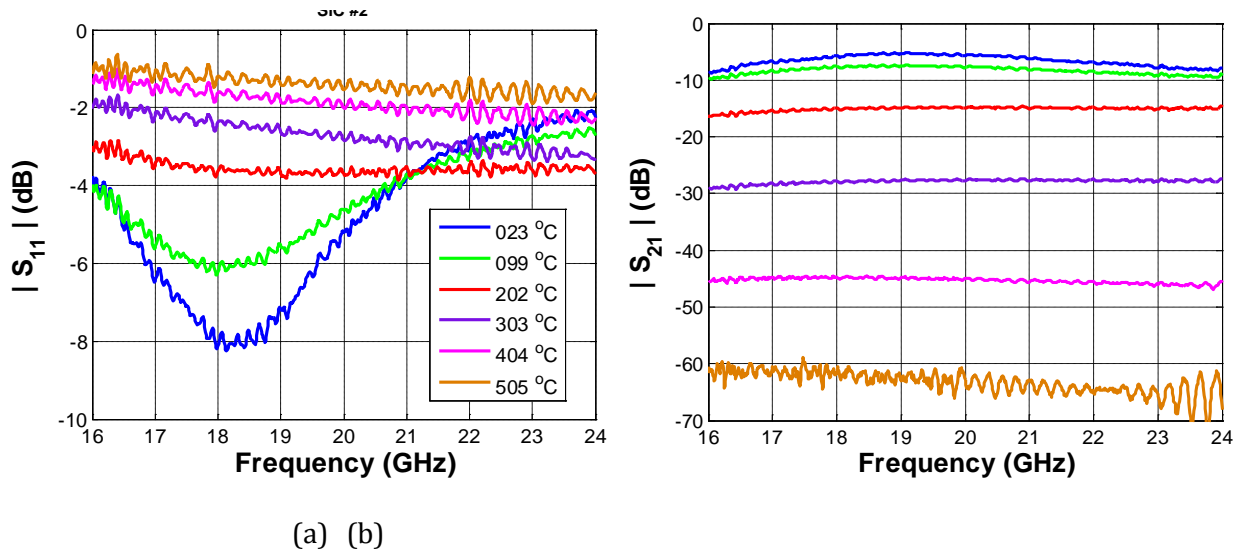 SiC #2
0
-2
-4
-6
-8
-10
| S11 | (dB)
16 17 18 19 20 21 22 23 24
Frequency (GHz)
023 °C
099 °C
202 °C
303 °C
404 °C
505 °C
0
-10
-20
-30
-40
-50
-60
-70
| S21 | (dB)
16 17 18 19 20 21 22 23 24
Frequency (GHz)
(a) (b)